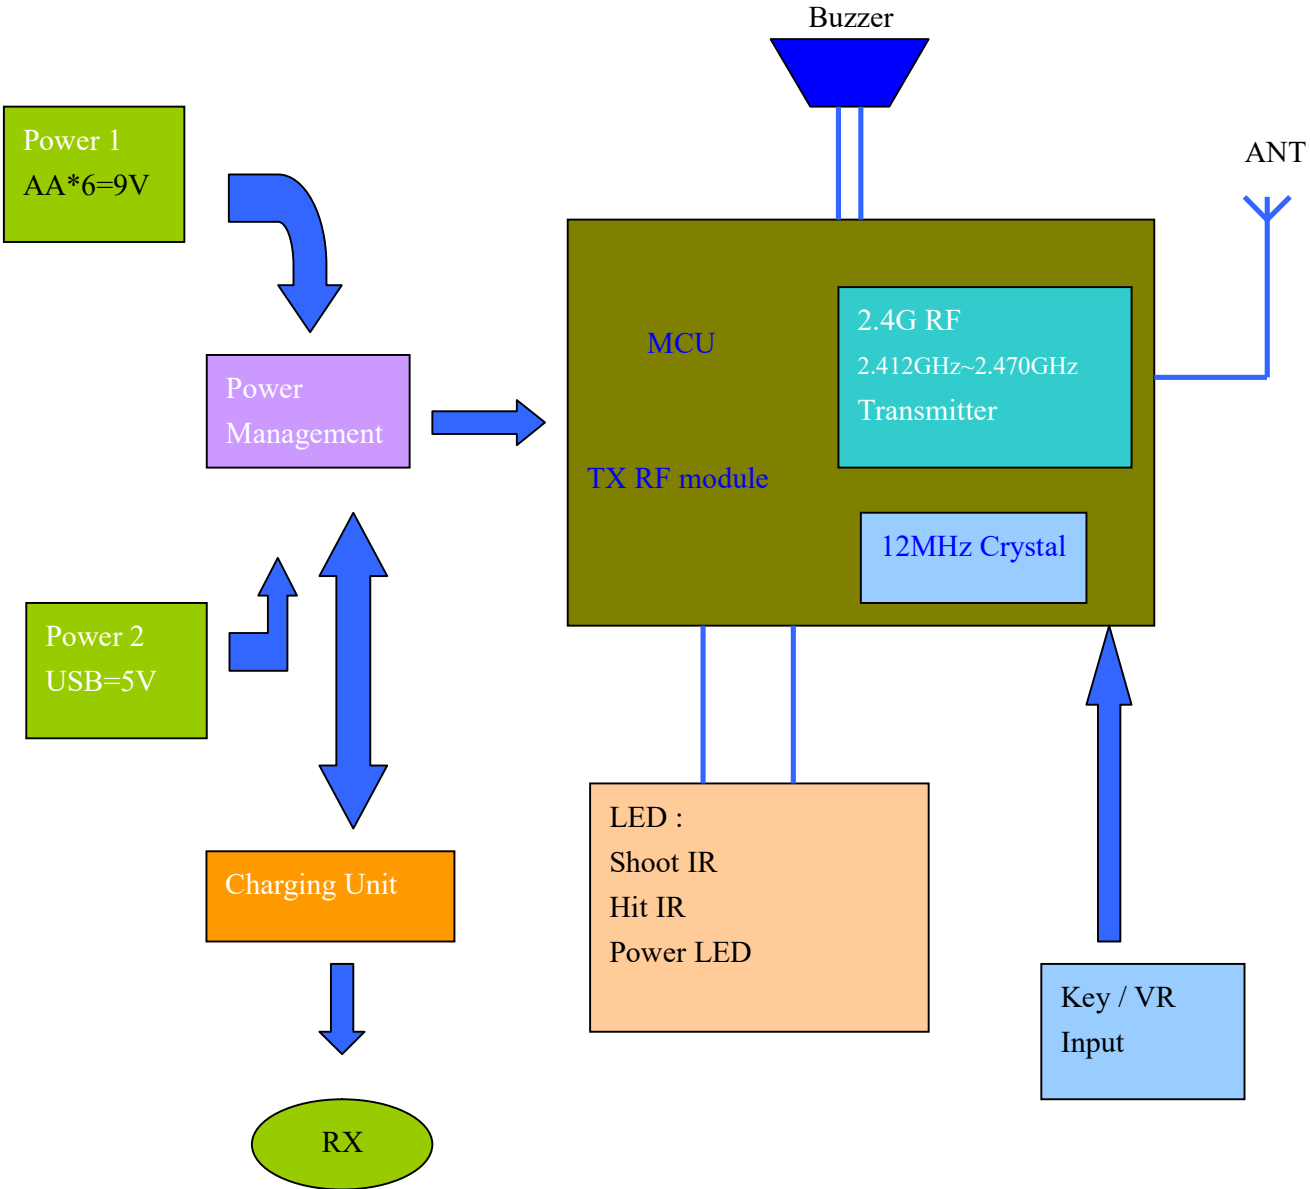 Buzzer
Power 1
AA*6=9V
ANT
2.4G RF
2.412GHz~2.470GHz
Transmitter
MCU
Power
Management
TX RF module
12MHz Crystal
Power 2
USB=5V
LED :
Shoot IR
Hit IR
Power LED
Charging Unit
Key / VR
Input
RX